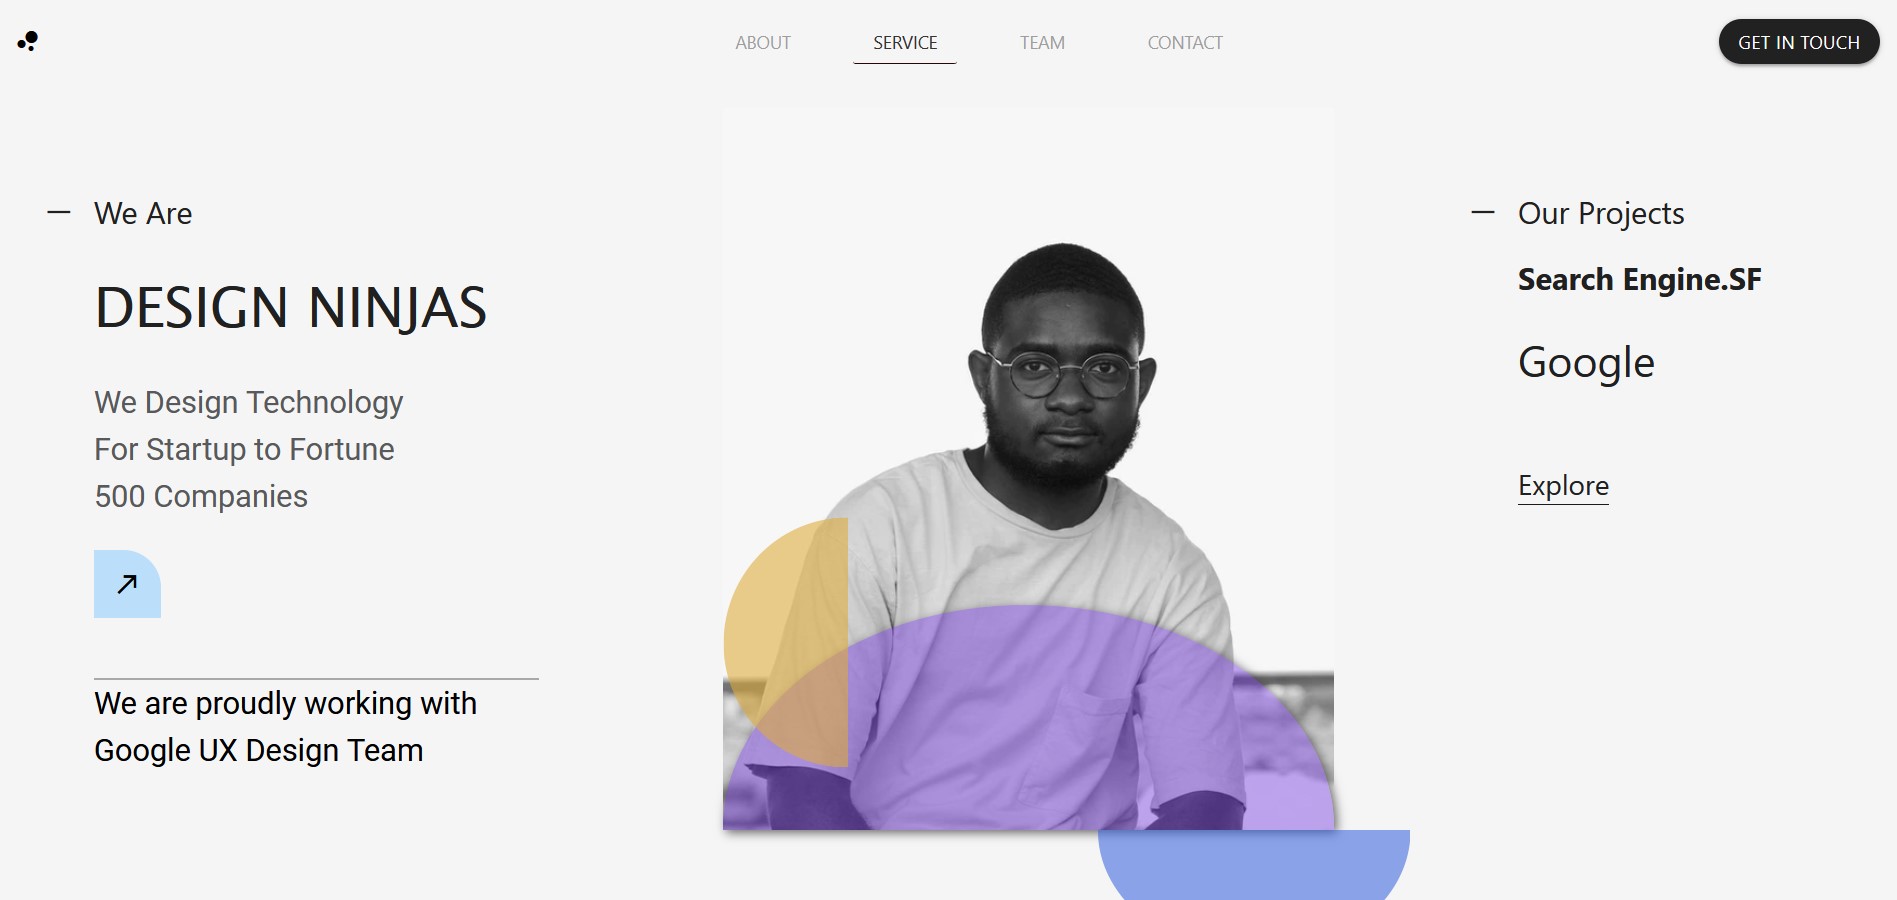 ABOUT
SERVICE
TEAM
CONTACT
GET IN TOUCH
We Are
DESIGN NINJAS
We Design Technology
For Startup to Fortune
500 Companies
We are proudly working with
Google UX Design Team
Our Projects
Search Engine.SF
Google
Explore